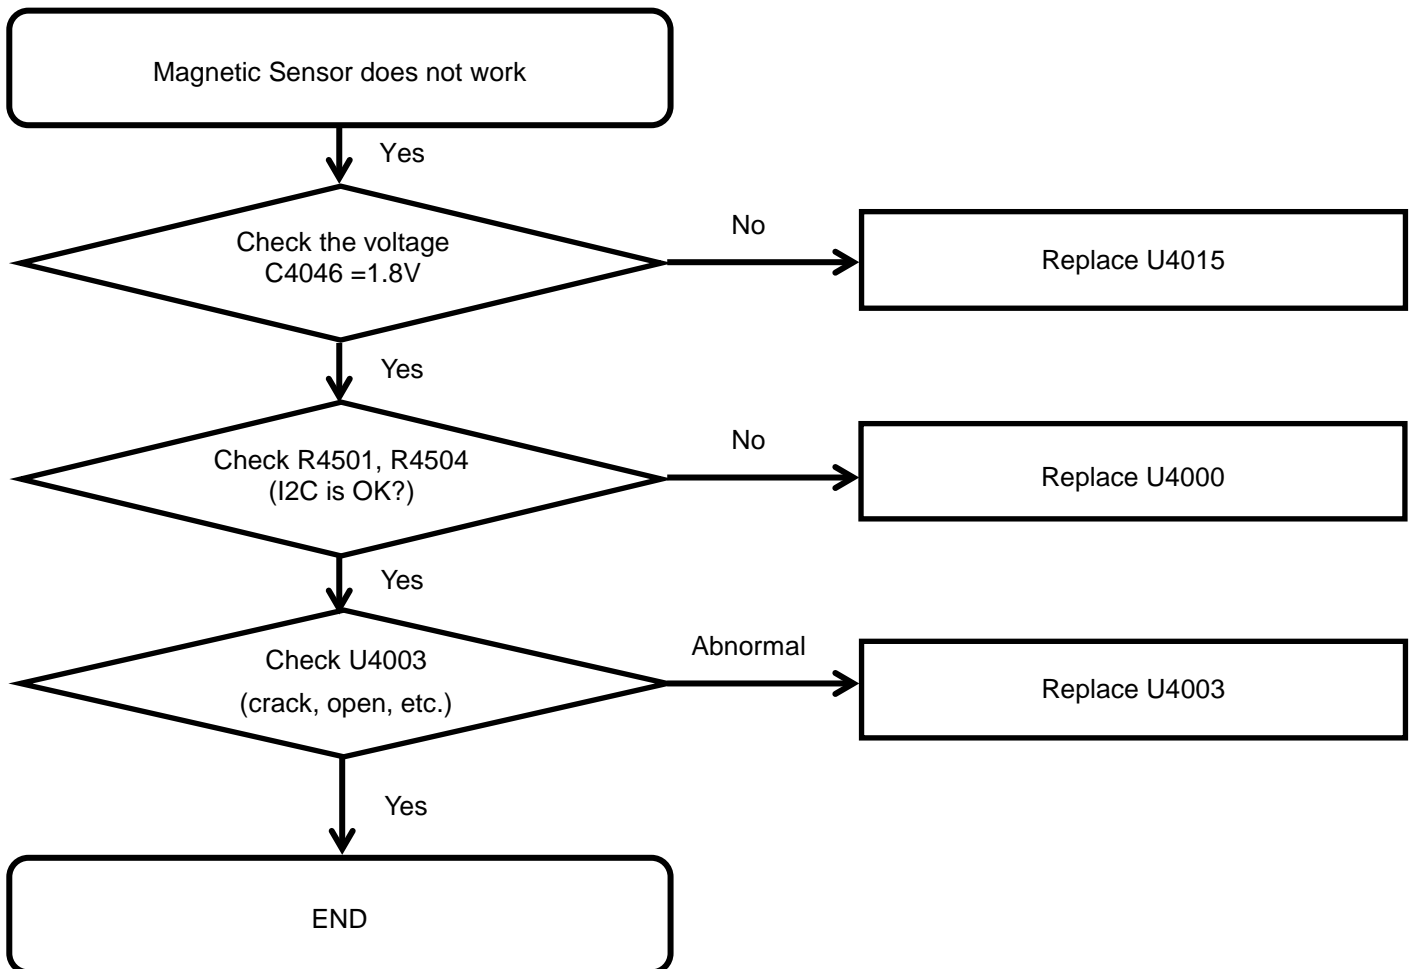 Magnetic Sensor does not work
Yes
Check the voltage
C4046 =1.8V
No
Replace U4015
Yes
Check R4501, R4504
(I2C is OK?)
No
Replace U4000
Yes
Check U4003
(crack, open, etc.)
Abnormal
Replace U4003
Yes
END